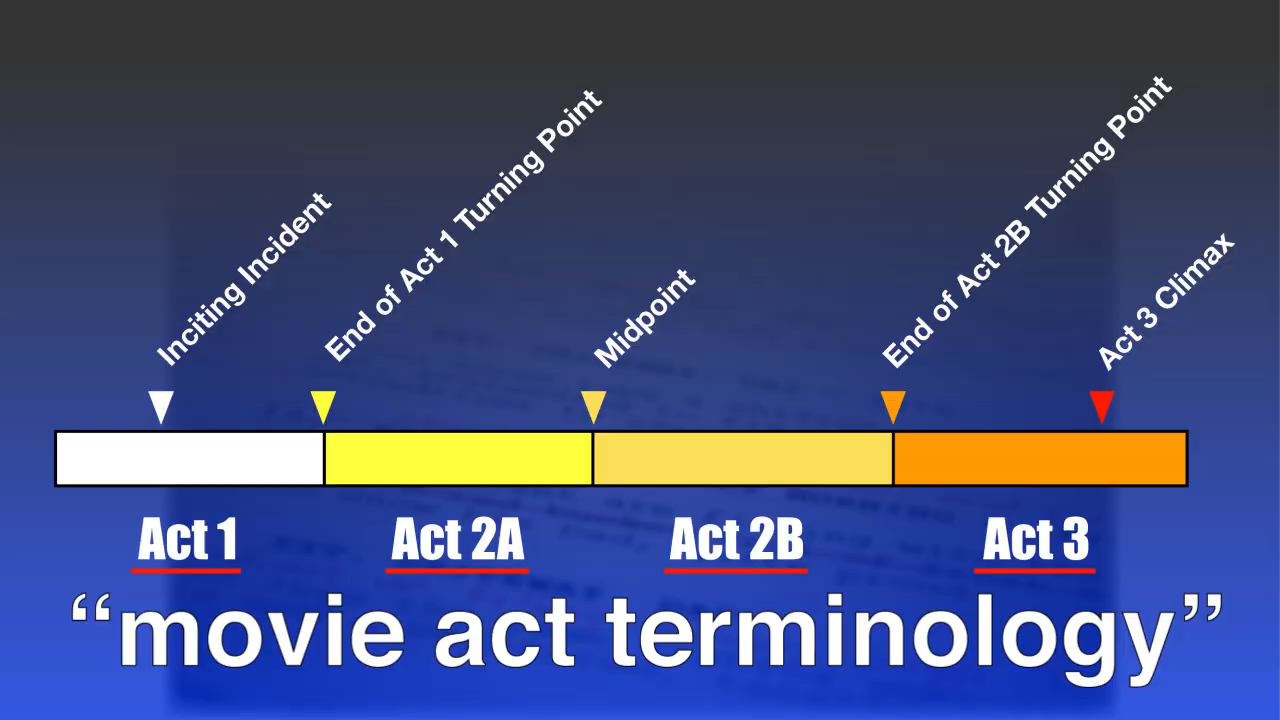 Inciting Incident
End of Act 1 Turning Point
Midpoint
End of Act 2B Turning Point
Act 3 Climax
Act 1
Act 2A
Act 2B
Act 3
“movie act terminology”